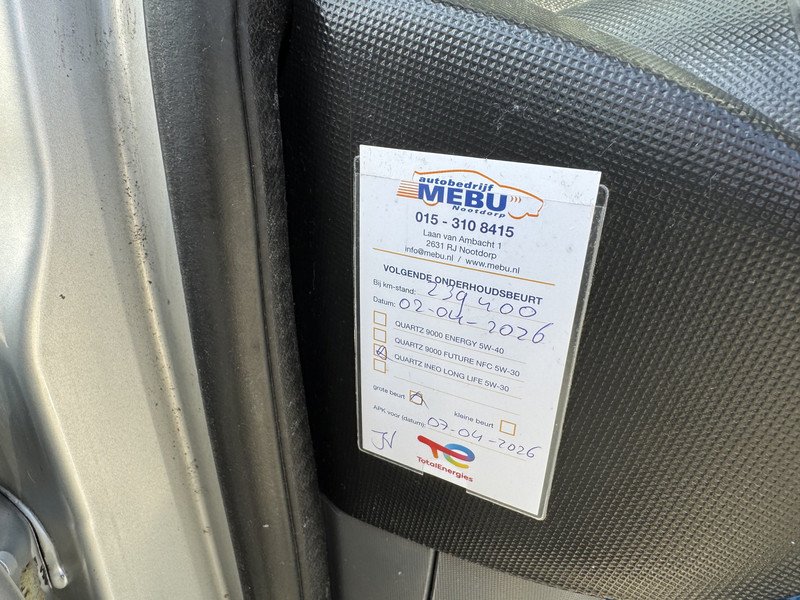 autobedrijf
MEBU
Nootdorp
015 - 310 8415
Laan van Ambacht 1
2631 RJ Nootdorp
info@mebu.nl / www.mebu.nl
VOLGENDE ONDERHOUDSBEURT
Bij km-stand: 239400
Datum: 02-04-2026
QUARTZ 9000 ENERGY 5W-40
QUARTZ 9000 FUTURE NFC 5W-30
QUARTZ INEO LONG LIFE 5W-30
grote beurt kleine beurt
APK voor (datum): 07-04-2026
TotalEnergies